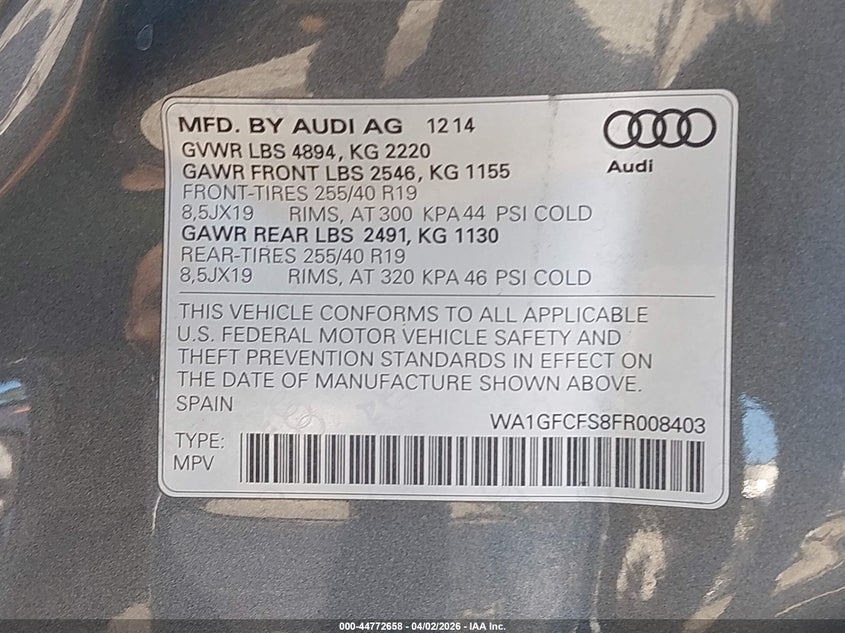 MFD. BY AUDI AG 12 14
GVWR LBS 4894, KG 2220
GAWR FRONT LBS 2546, KG 1155
FRONT-TIRES 255/40 R19
8,5JX19 RIMS, AT 300 KPA 44 PSI COLD
GAWR REAR LBS 2491, KG 1130
REAR-TIRES 255/40 R19
8,5JX19 RIMS, AT 320 KPA 46 PSI COLD
Audi
THIS VEHICLE CONFORMS TO ALL APPLICABLE
U.S. FEDERAL MOTOR VEHICLE SAFETY AND
THEFT PREVENTION STANDARDS IN EFFECT ON
THE DATE OF MANUFACTURE SHOWN ABOVE.
SPAIN
WA1GFCFS8FR008403
TYPE:
MPV
000-44772658 - 04/02/2026 - IAA Inc.